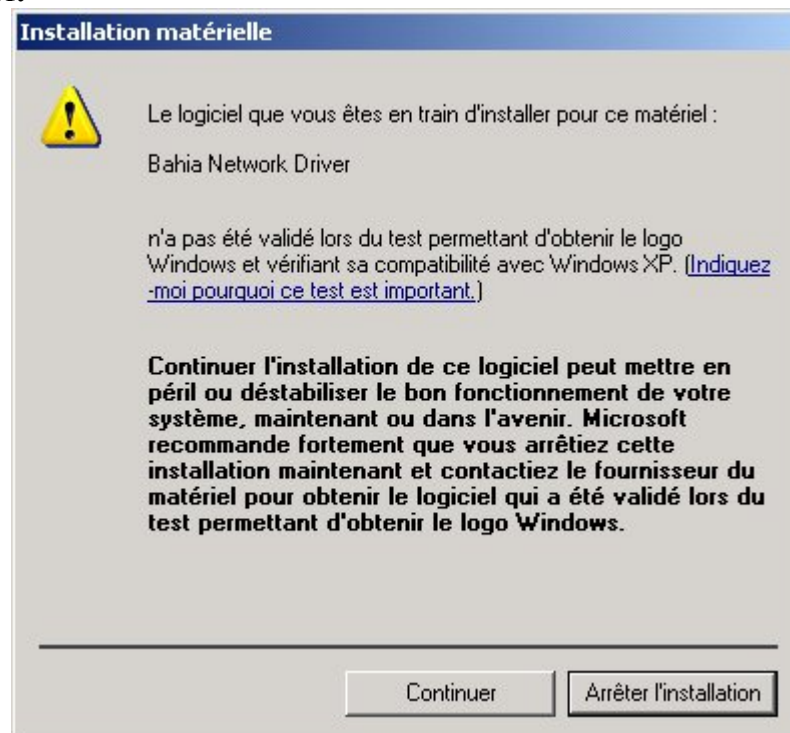 Installation matérielle
Le logiciel que vous êtes en train d'installer pour ce matériel :
Bahia Network Driver
n'a pas été validé lors du test permettant d'obtenir le logo
Windows et vérifiant sa compatibilité avec Windows XP. (Indiquez
-moi pourquoi ce test est important.)
Continuer l'installation de ce logiciel peut mettre en
péril ou déstabiliser le bon fonctionnement de votre
système, maintenant ou dans l'avenir. Microsoft
recommande fortement que vous arrêtiez cette
installation maintenant et contactiez le fournisseur du
matériel pour obtenir le logiciel qui a été validé lors du
test permettant d'obtenir le logo Windows.
Continuer
Arrêter l'installation